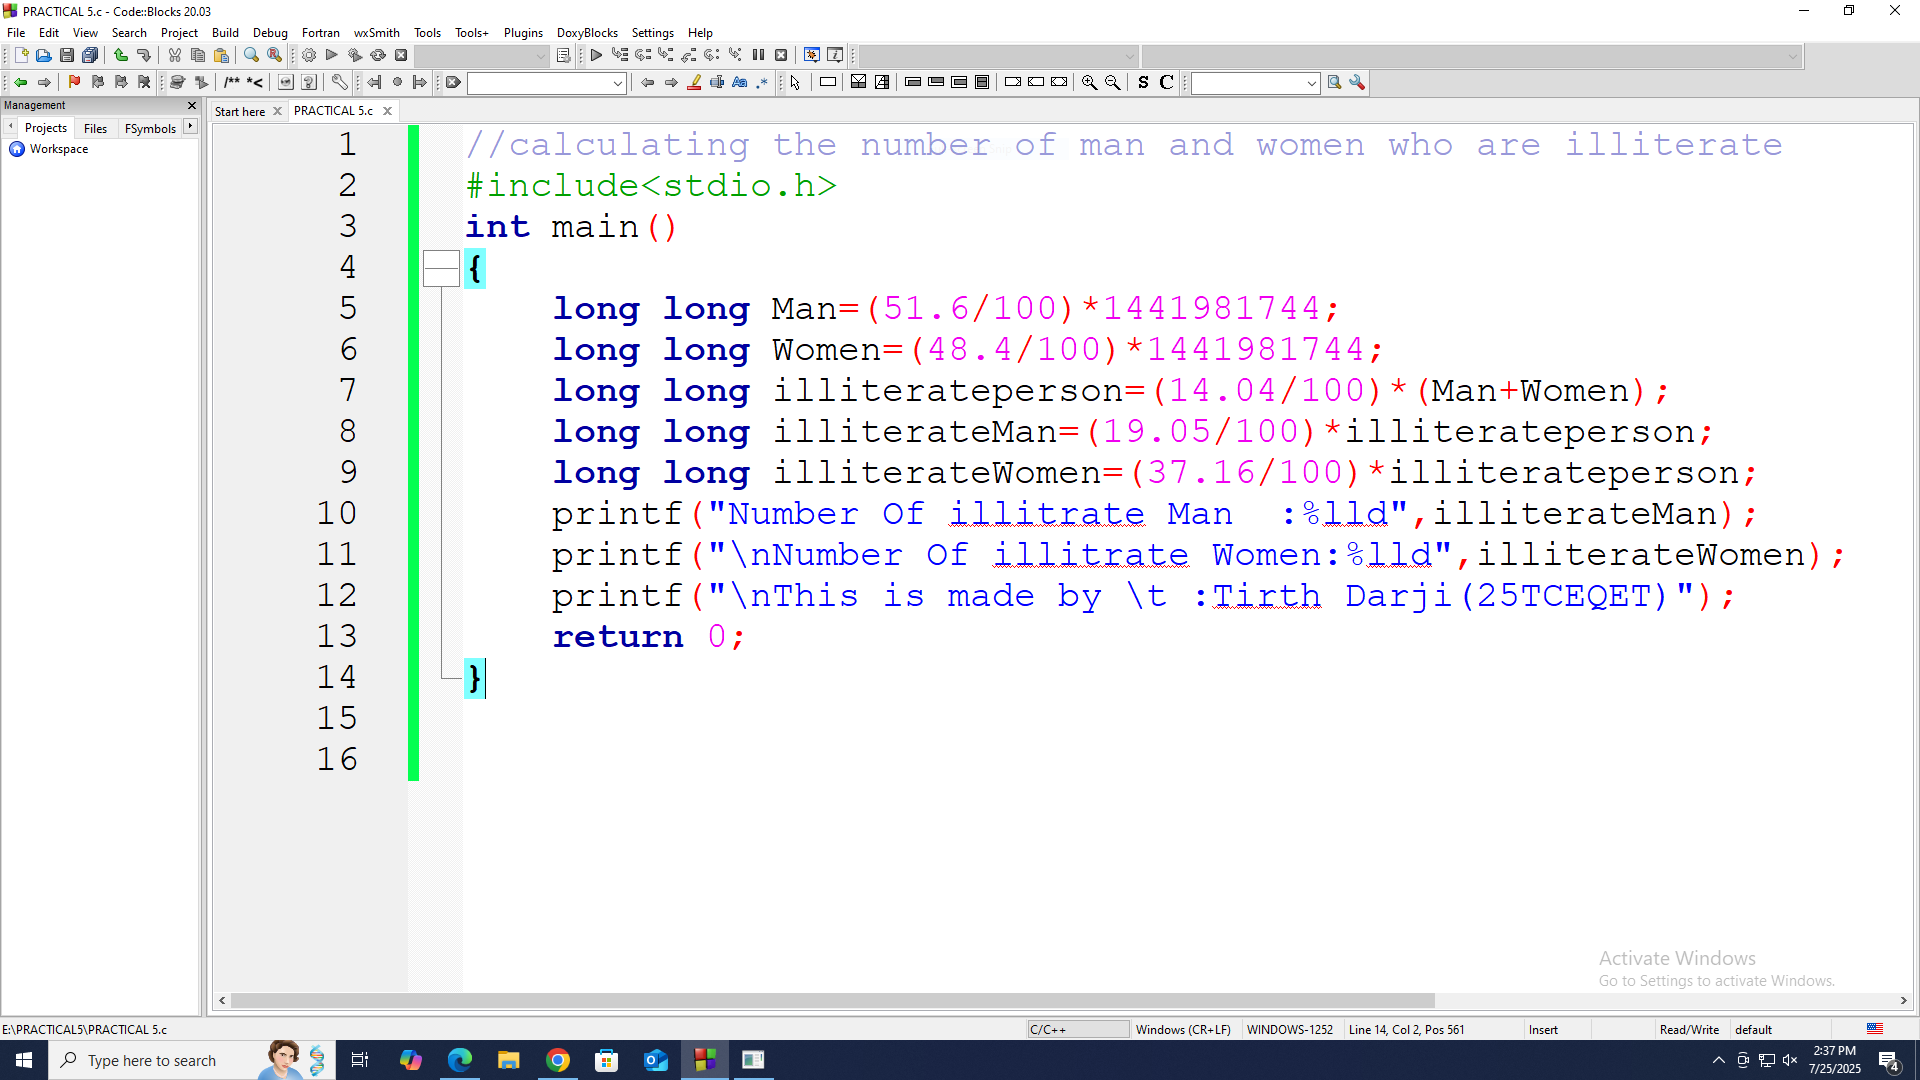 PRACTICAL 5.c - Code::Blocks 20.03
File Edit View Search Project Build Debug Fortran wxSmith Tools Tools+ Plugins DoxyBlocks Settings Help
/** *< Aa .* S C
Management
Projects Files FSymbols
Workspace
Start here PRACTICAL 5.c
1 //calculating the number of man and women who are illiterate
2 #include<stdio.h>
3 int main()
4 {
5 long long Man=(51.6/100)*1441981744;
6 long long Women=(48.4/100)*1441981744;
7 long long illiterateperson=(14.04/100)*(Man+Women);
8 long long illiterateMan=(19.05/100)*illiterateperson;
9 long long illiterateWomen=(37.16/100)*illiterateperson;
10 printf("Number Of illitrate Man  :%lld",illiterateMan);
11 printf("\nNumber Of illitrate Women:%lld",illiterateWomen);
12 printf("\nThis is made by \t :Tirth Darji(25TCEQET)");
13 return 0;
14 }
15
16
Activate Windows
Go to Settings to activate Windows.
E:\PRACTICAL5\PRACTICAL 5.c C/C++ Windows (CR+LF) WINDOWS-1252 Line 14, Col 2, Pos 561 Insert Read/Write default
Type here to search
2:37 PM
7/25/2025
4